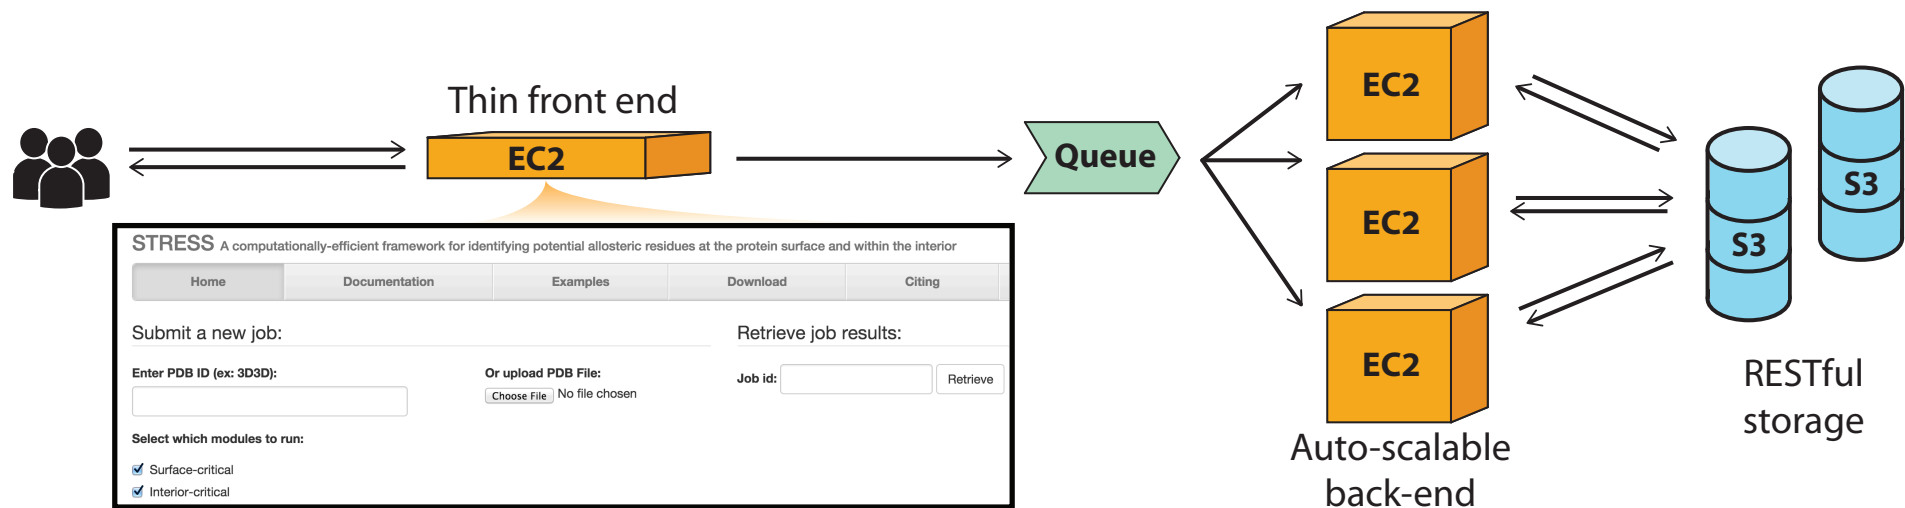 Thin front end
EC2
Queue
EC2
EC2
EC2
S3
S3
Auto-scalable
back-end
RESTful
storage
STRESS A computationally-efficient framework for identifying potential allosteric residues at the protein surface and within the interior
Home Documentation Examples Download Citing
Submit a new job:
Retrieve job results:
Enter PDB ID (ex: 3D3D):
Or upload PDB File:
Choose File No file chosen
Job id: Retrieve
Select which modules to run:
Surface-critical
Interior-critical